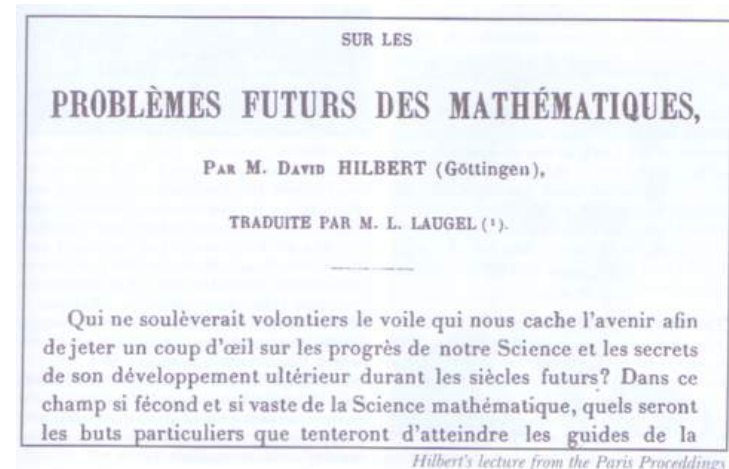 SUR LES
PROBLÈMES FUTURS DES MATHÉMATIQUES,
PAR M. DAVID HILBERT (Göttingen),
TRADUITE PAR M. L. LAUGEL (¹).
Qui ne soulèverait volontiers le voile qui nous cache l'avenir afin
de jeter un coup d'œil sur les progrès de notre Science et les secrets
de son développement ultérieur durant les siècles futurs? Dans ce
champ si fécond et si vaste de la Science mathématique, quels seront
les buts particuliers que tenteront d'atteindre les guides de la
Hilbert's lecture from the Paris Proceddings